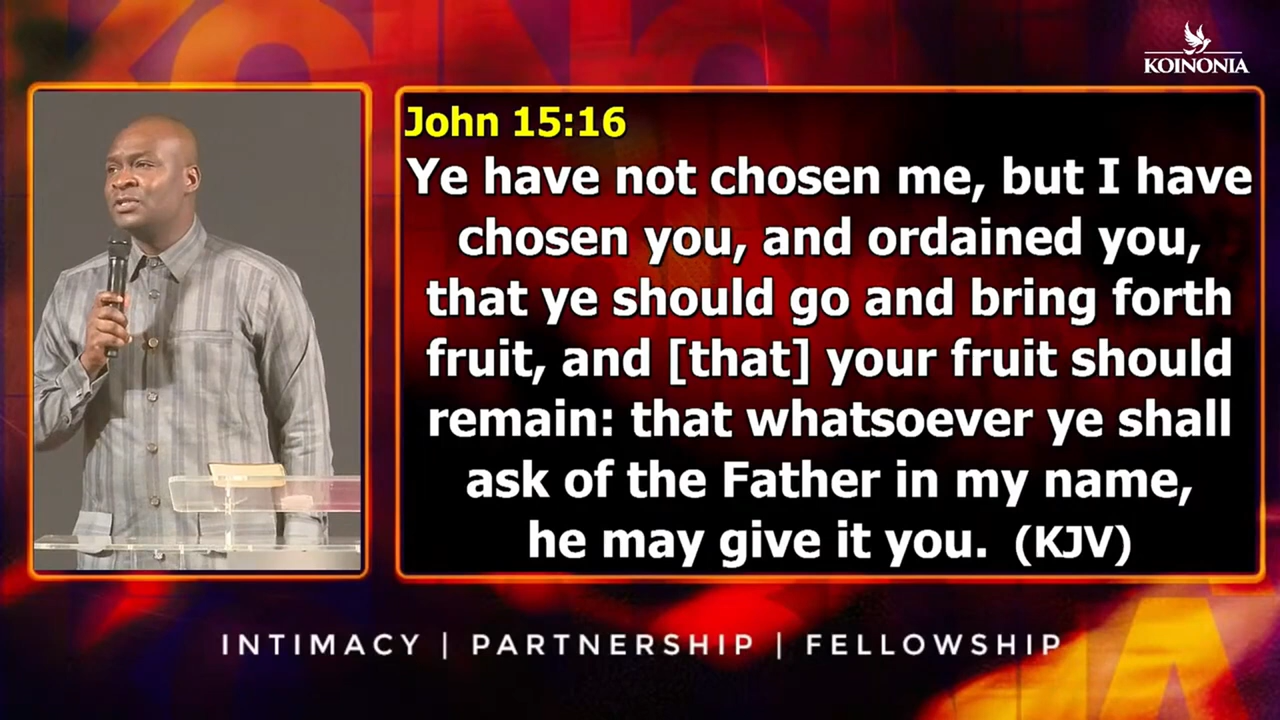 KOINONIA
John 15:16
Ye have not chosen me, but I have
chosen you, and ordained you,
that ye should go and bring forth
fruit, and [that] your fruit should
remain: that whatsoever ye shall
ask of the Father in my name,
he may give it you. (KJV)
INTIMACY | PARTNERSHIP | FELLOWSHIP